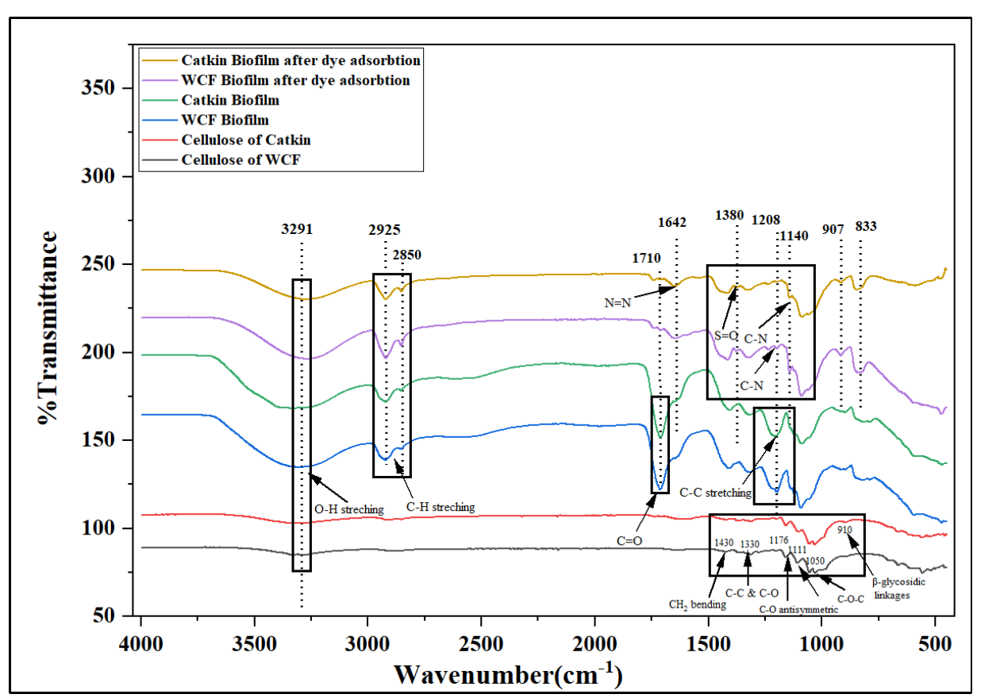 Catkin Biofilm after dye adsorbtion
WCF Biofilm after dye adsorbtion
Catkin Biofilm
WCF Biofilm
Cellulose of Catkin
Cellulose of WCF
350
300
250
200
150
100
50
%Transmittance
3291
2925
2850
1710
1642
1380
1208
1140
907
833
N=N
S=O
C-N
C-N
O-H streching
C-H streching
C=O
C-C stretching
1430
1330
1176
1111
1050
910
CH₂ bending
C-C & C-O
C-O antisymmetric
C-O-C
β-glycosidic
linkages
4000
3500
3000
2500
2000
1500
1000
500
Wavenumber(cm⁻¹)